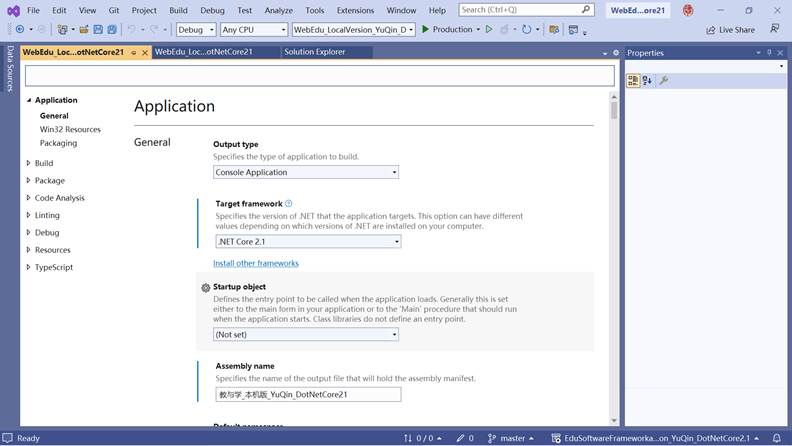 File Edit View Git Project Build Debug Test Analyze Tools Extensions Window Help Search (Ctrl+Q) WebEd...ore21
Debug Any CPU WebEdu_LocalVersion_YuQin_D Production Live Share
Data Sources
WebEdu_Loc...otNetCore21 WebEdu_Loc...otNetCore21 Solution Explorer Properties
Application
General
Win32 Resources
Packaging
Build
Package
Code Analysis
Linting
Debug
Resources
TypeScript
Application
General
Output type
Specifies the type of application to build.
Console Application
Target framework
Specifies the version of .NET that the application targets. This option can have different
values depending on which versions of .NET are installed on your computer.
.NET Core 2.1
Install other frameworks
Startup object
Defines the entry point to be called when the application loads. Generally this is set
either to the main form in your application or to the 'Main' procedure that should run
when the application starts. Class libraries do not define an entry point.
(Not set)
Assembly name
Specifies the name of the output file that will hold the assembly manifest.
教与学_本机版_YuQin_DotNetCore21
Default namespace
Ready 0 / 0 0 master EduSoftwareFrameworka...on_YuQin_DotNetCore2.1